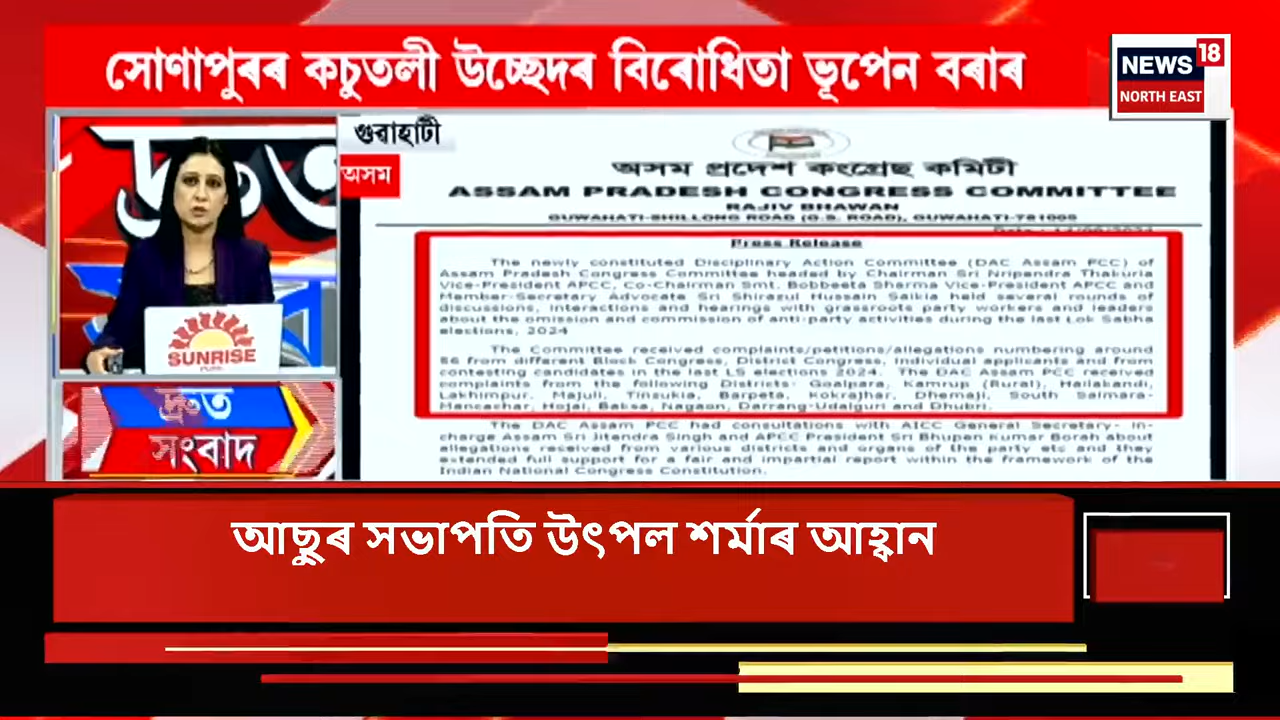 সোণাপুৰৰ কচুতলী উচ্ছেদৰ বিৰোধিতা ভূপেন বৰাৰ
NEWS 18
NORTH EAST
গুৱাহাটী
অসম
দ্ৰুত
SUNRISE
PURE
দ্ৰুত
সংবাদ
অসম প্ৰদেশ কংগ্ৰেছ কমিটী
ASSAM PRADESH CONGRESS COMMITTEE
RAJIV BHAWAN
GUWAHATI-SHILLONG ROAD (G.S. ROAD), GUWAHATI-781005
Press Release
The newly constituted Disciplinary Action Committee (DAC Assam PCC) of
Assam Pradesh Congress Committee headed by Chairman Sri Nripendra Thakuria
Vice-President APCC, Co-Chairman Smt. Bobbeeta Sharma Vice-President APCC and
Member-Secretary Advocate Sri Shirazul Hussain Saikia held several rounds of
discussions, interactions and hearings with grassroots party workers and leaders
about the omission and commission of anti-party activities during the last Lok Sabha
elections, 2024
The Committee received complaints/petitions/allegations numbering around
56 from different Block Congress, District Congress, Individual applicants and from
contesting candidates in the last LS elections 2024. The DAC Assam PCC received
complaints from the following Districts- Goalpara, Kamrup (Rural), Hailakandi,
Lakhimpur, Majuli, Tinsukia, Barpeta, Kokrajhar, Dhemaji, South Salmara-
Mancachar, Hojai, Baksa, Nagaon, Darrang-Udalguri and Dhubri.
The DAC Assam PCC had consultations with AICC General Secretary- In-
charge Assam Sri Jitendra Singh and APCC President Sri Bhupen Kumar Borah about
allegations received from various districts and organs of the party etc and they
extended full support for a fair and impartial report within the framework of the
Indian National Congress Constitution.
আছুৰ সভাপতি উৎপল শৰ্মাৰ আহ্বান